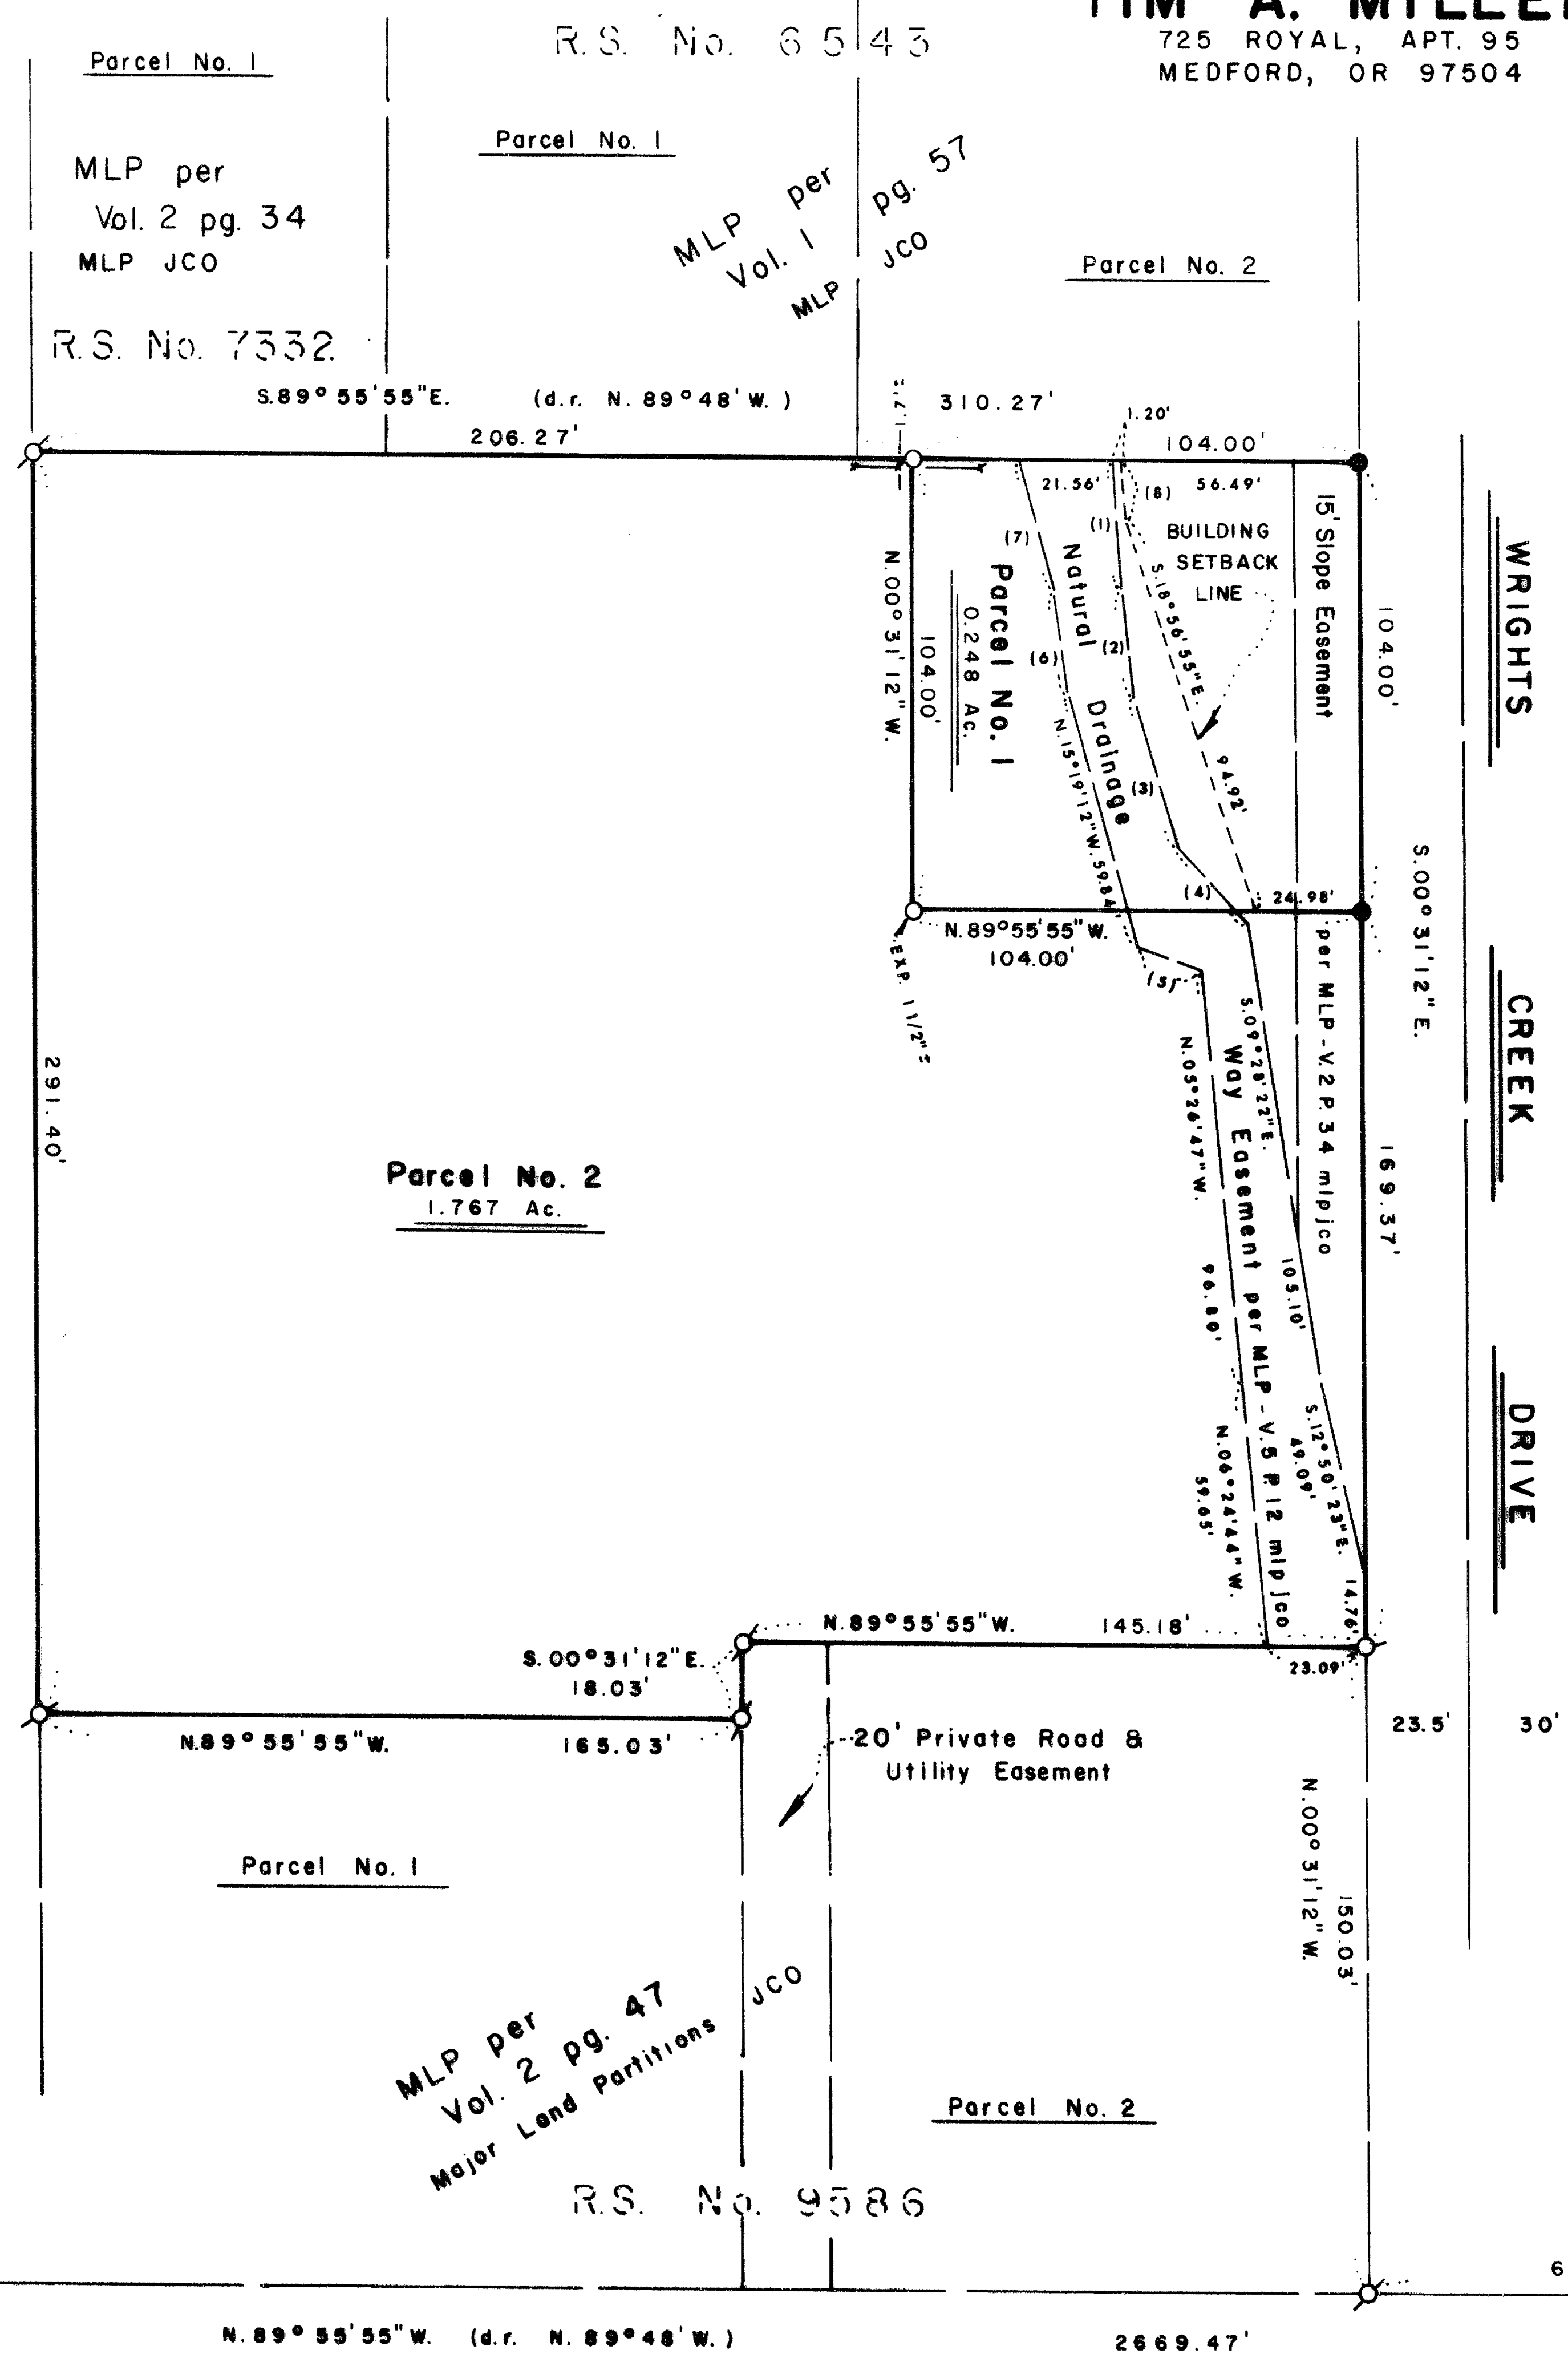 TIM A. MILLER
725 ROYAL, APT. 95
MEDFORD, OR 97504
R.S. No. 6543
Parcel No. 1
Parcel No. 1
MLP per
Vol. 2 pg. 34
MLP JCO
MLP per
Vol. 1 pg. 57
MLP JCO
Parcel No. 2
R.S. No. 7332
S.89°55'55"E. (d.r. N. 89°48'W.)
310.27'
206.27'
1.20'
104.00'
21.56'
(8)
56.49'
(1)
(7)
BUILDING
SETBACK
LINE
15' Slope Easement
per MLP-V.2 P.34 mlpjco
Natural Drainage
Way Easement per MLP - V.5 P.12 mlpjco
Parcel No. 1
0.248 Ac.
N.00°31'12"W.
104.00'
(2)
(6)
S.18°56'55"E.
94.92'
(3)
N.15°19'12"W. 59.84'
(4)
24.98'
104.00'
WRIGHTS
CREEK
DRIVE
S.00°31'12"E.
N.89°55'55"W.
104.00'
EXP. 1 1/2"±
(5)
S.09°28'22"E.
105.10'
N.05°26'47"W.
96.80'
169.37'
291.40'
Parcel No. 2
1.767 Ac.
S.12°50'23"E.
49.09'
N.06°24'44"W.
59.65'
14.76'
N.89°55'55"W. 145.18'
23.09'
S.00°31'12"E.
18.03'
N.89°55'55"W. 165.03'
20' Private Road &
Utility Easement
23.5'
30'
N.00°31'12"W.
150.03'
Parcel No. 1
MLP per
Vol. 2 pg. 47
Major Land Partitions JCO
Parcel No. 2
R.S. No. 9586
6
N.89°55'55"W. (d.r. N. 89°48'W.)
2669.47'